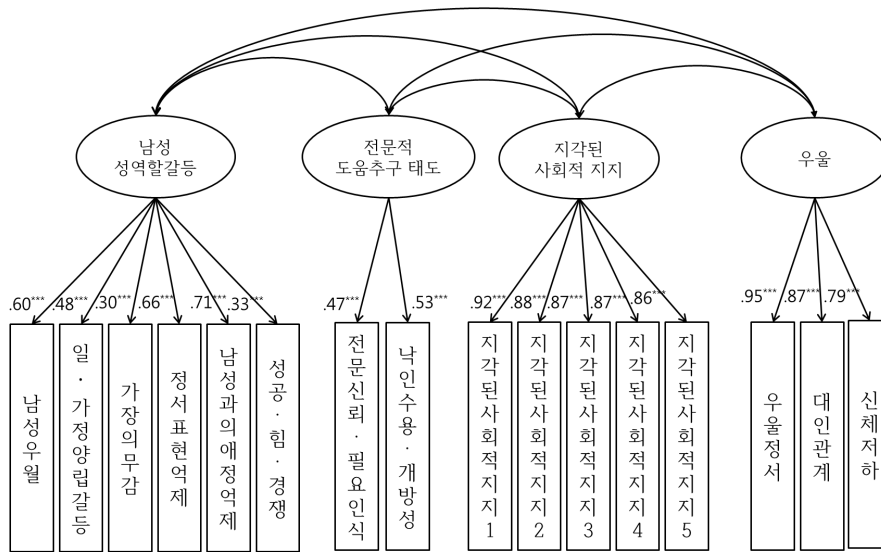 남성
성역할갈등
전문적
도움추구 태도
지각된
사회적 지지
우울
.60***
.48***
.30***
.66***
.71***
.33***
.47***
.53***
.92***
.88***
.87***
.87***
.86***
.95***
.87***
.79***
남성우월
일·가정양립갈등
가장의무감
정서표현억제
남성과의애정억제
성공·힘·경쟁
전문신뢰·필요인식
낙인수용·개방성
지각된사회적지지1
지각된사회적지지2
지각된사회적지지3
지각된사회적지지4
지각된사회적지지5
우울정서
대인관계
신체저하